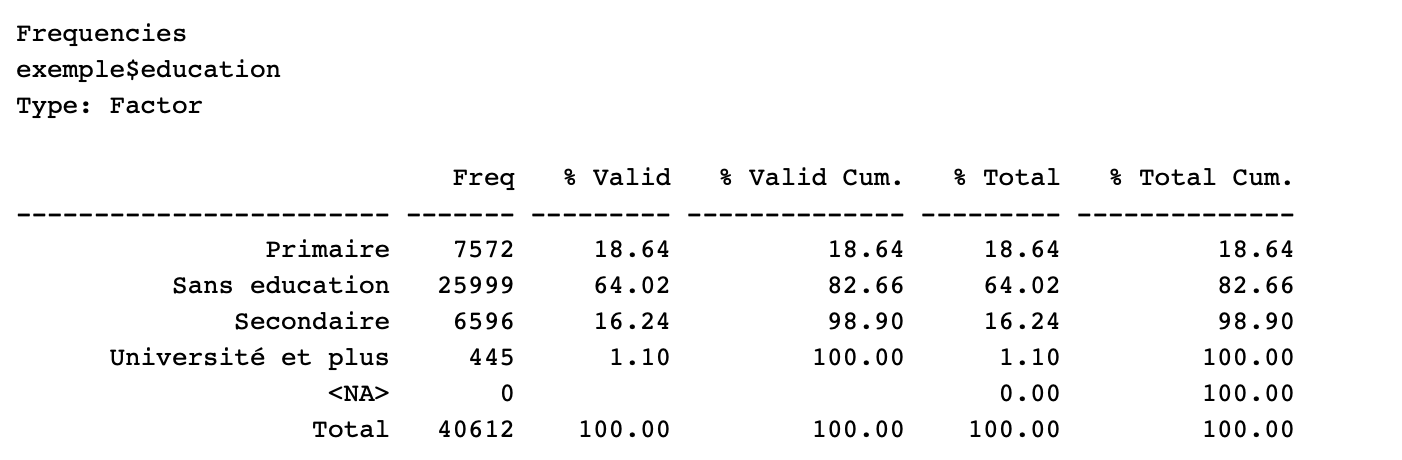 Frequencies
exemple$education
Type: Factor
Freq % Valid % Valid Cum. % Total % Total Cum.
------------------------ ------- --------- -------------- --------- --------------
Primaire 7572 18.64 18.64 18.64 18.64
Sans education 25999 64.02 82.66 64.02 82.66
Secondaire 6596 16.24 98.90 16.24 98.90
Université et plus 445 1.10 100.00 1.10 100.00
<NA> 0 0.00 100.00
Total 40612 100.00 100.00 100.00 100.00